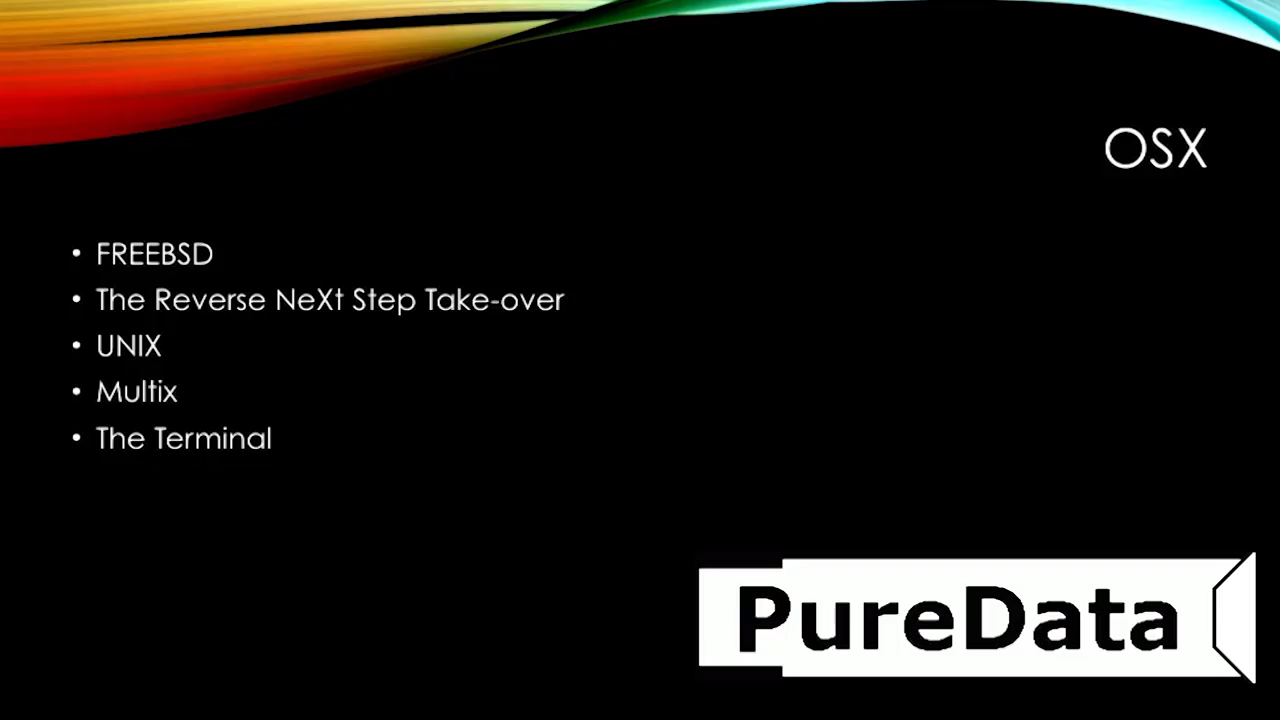 OSX
• FREEBSD
• The Reverse NeXt Step Take-over
• UNIX
• Multix
• The Terminal
PureData